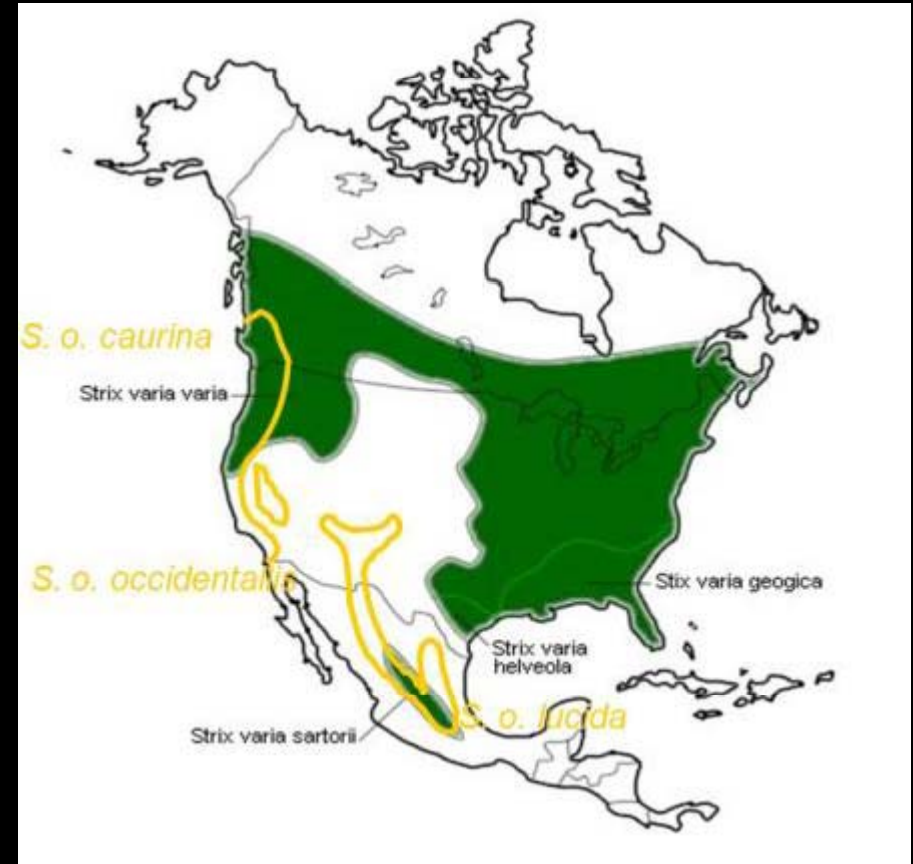 S. o. caurina
Strix varia varia
S. o. occidentalis
Stix varia geogica
Strix varia
helveola
S. o. lucida
Strix varia sartorii